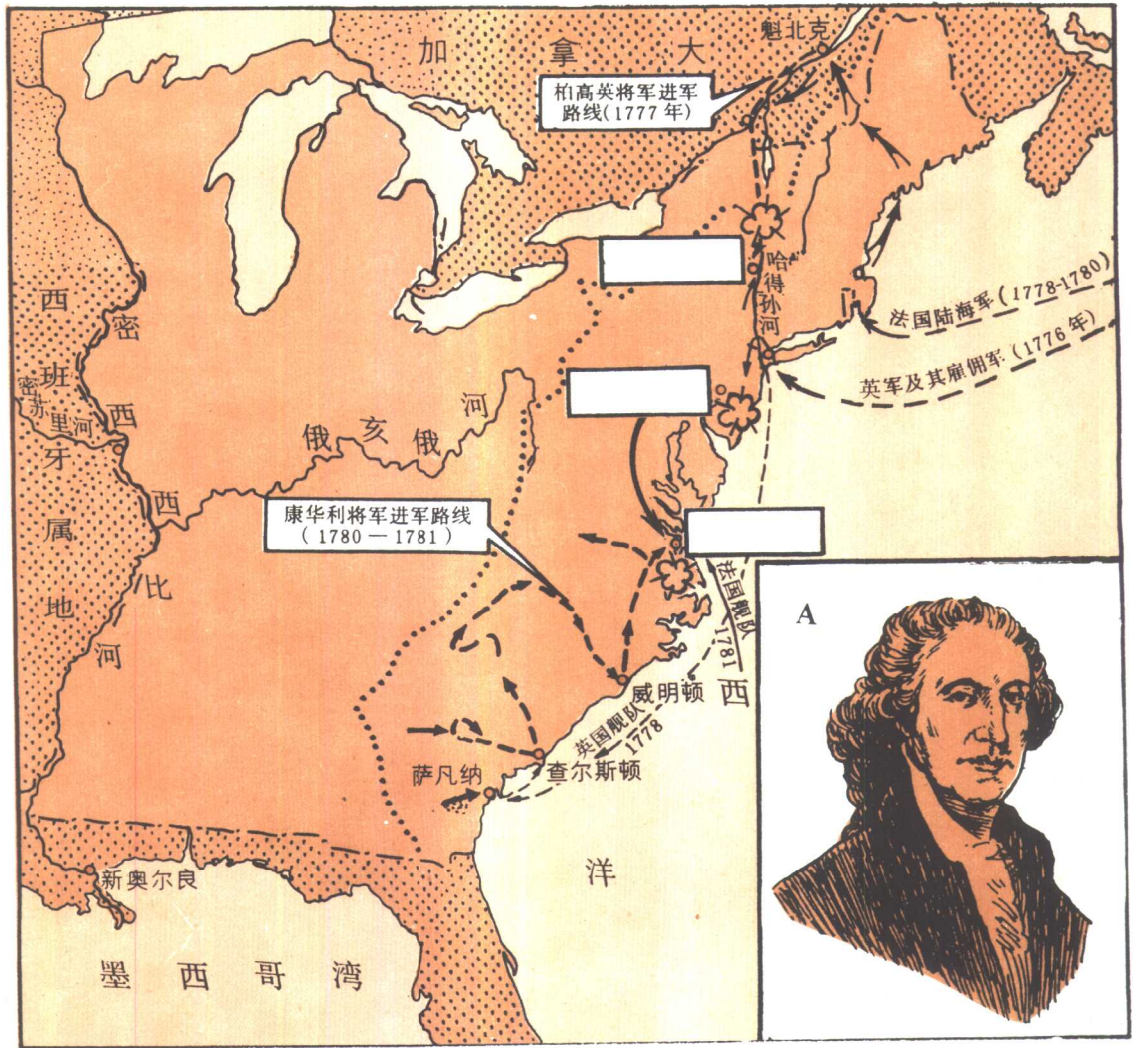 加拿大
魁北克
柏高英将军进军
路线(1777年)
哈得孙河
法国陆海军(1778-1780)
英军及其雇佣军(1776年)
西班牙属地
密西西比河
密苏里河
俄亥俄河
康华利将军进军路线
(1780—1781)
法国舰队
1781
A
威明顿
西
英国舰队
1778
萨凡纳
查尔斯顿
洋
新奥尔良
墨西哥湾